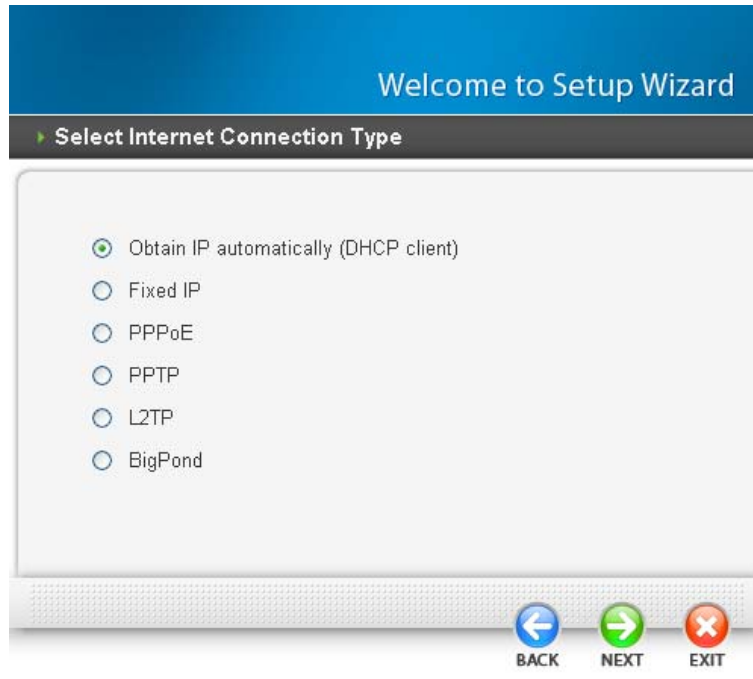 Welcome to Setup Wizard
Select Internet Connection Type
Obtain IP automatically (DHCP client)
Fixed IP
PPPoE
PPTP
L2TP
BigPond
BACK NEXT EXIT